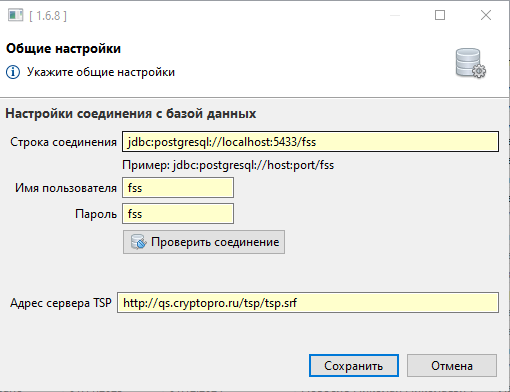 [ 1.6.8 ]
Общие настройки
Укажите общие настройки
Настройки соединения с базой данных
Строка соединения jdbc:postgresql://localhost:5433/fss
Пример: jdbc:postgresql://host:port/fss
Имя пользователя fss
Пароль fss
Проверить соединение
Адрес сервера TSP http://qs.cryptopro.ru/tsp/tsp.srf
Сохранить Отмена